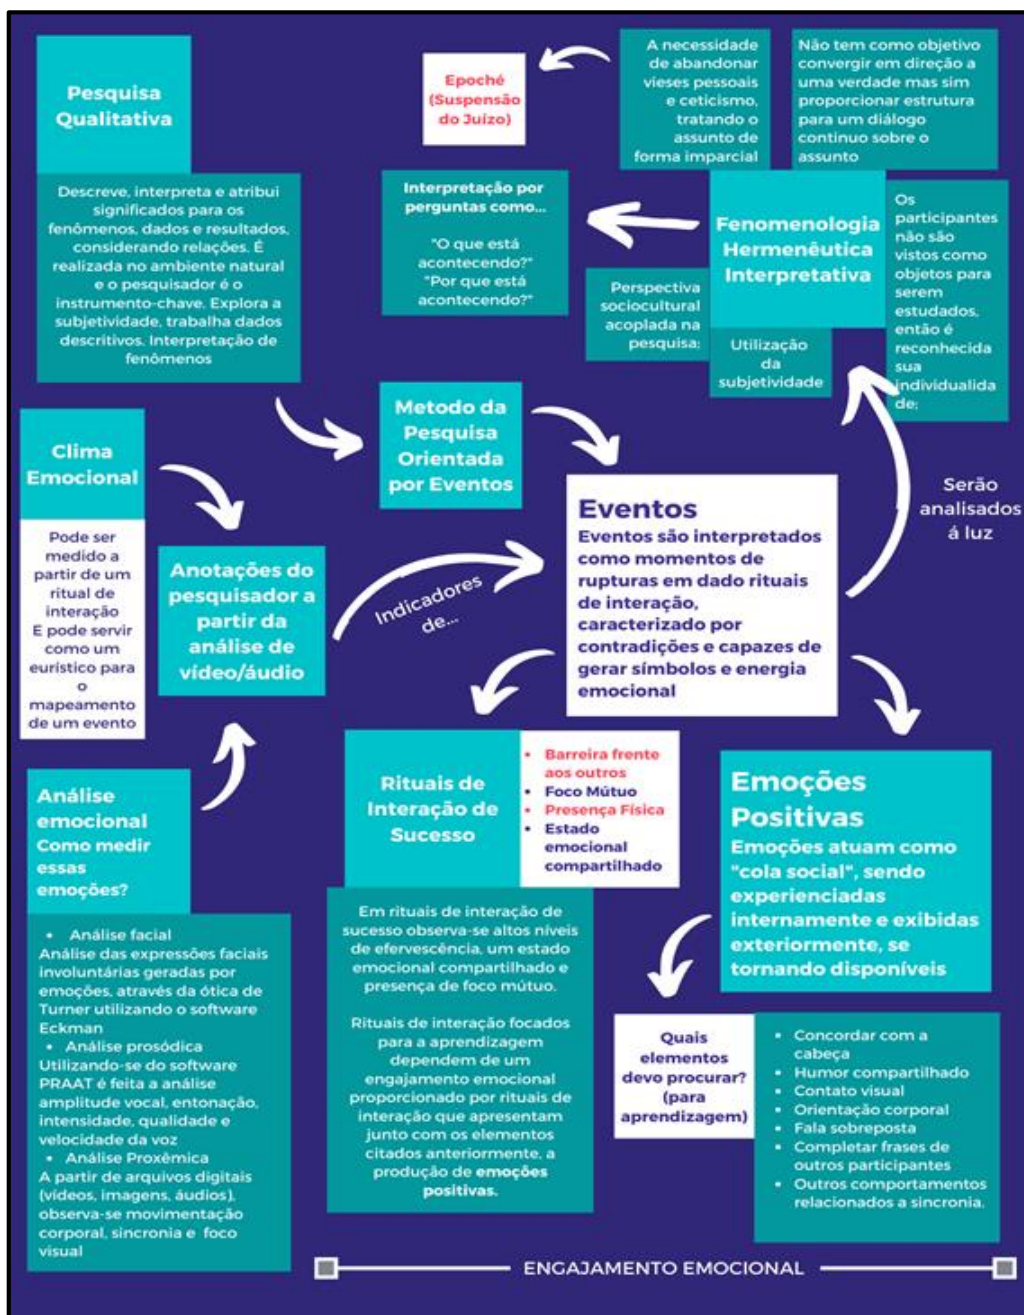 Pesquisa
Qualitativa
Descreve, interpreta e atribui
significados para os
fenômenos, dados e resultados,
considerando relações. É
realizada no ambiente natural
e o pesquisador é o
instrumento-chave. Explora a
subjetividade, trabalha dados
descritivos. Interpretação de
fenômenos
Epoché
(Suspensão
do Juízo)
A necessidade
de abandonar
vieses pessoais
e ceticismo,
tratando o
assunto de
forma imparcial
Não tem como objetivo
convergir em direção a
uma verdade mas sim
proporcionar estrutura
para um diálogo
contínuo sobre o
assunto
Interpretação por
perguntas como...
"O que está
acontecendo?"
"Por que está
acontecendo?"
Fenomenologia
Hermenêutica
Interpretativa
Os
participantes
não são
vistos como
objetos para
serem
estudados,
então é
reconhecida
sua
individualida
de;
Perspectiva
sociocultural
acoplada na
pesquisa;
Utilização
da
subjetividade
Clima
Emocional
Pode ser
medido a
partir de um
ritual de
interação
E pode servir
como um
eurístico para
o
mapeamento
de um evento
Metodo da
Pesquisa
Orientada
por Eventos
Anotações do
pesquisador a
partir da
análise de
vídeo/áudio
Indicadores
de...
Eventos
Eventos são interpretados
como momentos de
rupturas em dado rituais
de interação,
caracterizado por
contradições e capazes de
gerar símbolos e energia
emocional
Serão
analisados
á luz
Análise
emocional
Como medir
essas
emoções?
• Análise facial
Análise das expressões faciais
involuntárias geradas por
emoções, através da ótica de
Turner utilizando o software
Eckman
• Análise prosódica
Utilizando-se do software
PRAAT é feita a análise
amplitude vocal, entonação,
intensidade, qualidade e
velocidade da voz
• Análise Proxêmica
A partir de arquivos digitais
(vídeos, imagens, áudios),
observa-se movimentação
corporal, sincronia e foco
visual
Rituais de
Interação de
Sucesso
• Barreira frente
aos outros
• Foco Mútuo
• Presença Física
• Estado
emocional
compartilhado
Em rituais de interação de
sucesso observa-se altos níveis
de efervescência, um estado
emocional compartilhado e
presença de foco mútuo.
Rituais de interação focados
para a aprendizagem
dependem de um
engajamento emocional
proporcionado por rituais de
interação que apresentam
junto com os elementos
citados anteriormente, a
produção de emoções
positivas.
Emoções
Positivas
Emoções atuam como
"cola social", sendo
experienciadas
internamente e exibidas
exteriormente, se
tornando disponíveis
Quais
elementos
devo procurar?
(para
aprendizagem)
• Concordar com a
cabeça
• Humor compartilhado
• Contato visual
• Orientação corporal
• Fala sobreposta
• Completar frases de
outros participantes
• Outros comportamentos
relacionados a sincronia.
ENGAJAMENTO EMOCIONAL